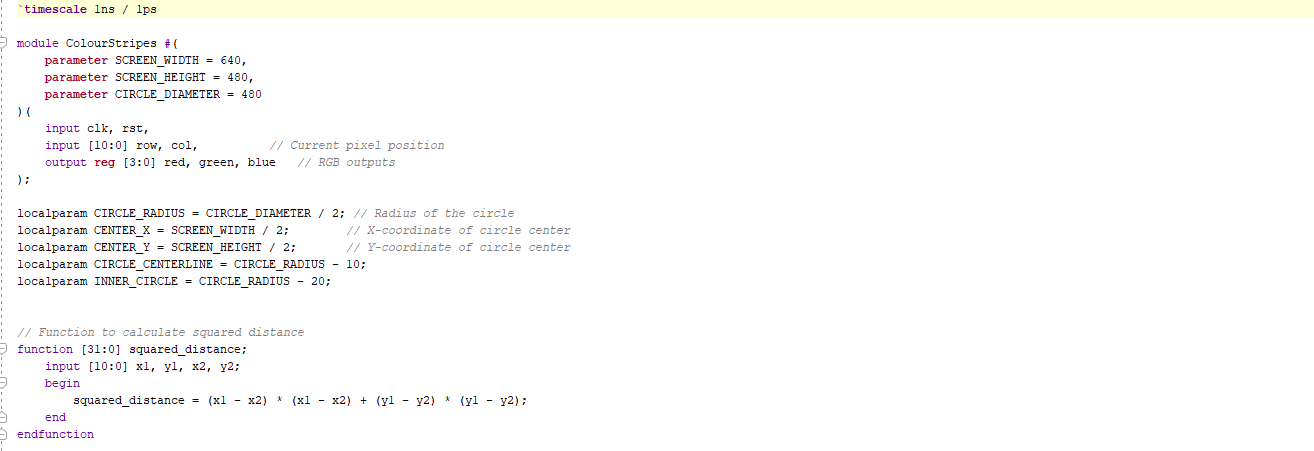 `timescale 1ns / 1ps
module ColourStripes #(
parameter SCREEN_WIDTH = 640,
parameter SCREEN_HEIGHT = 480,
parameter CIRCLE_DIAMETER = 480
)(
input clk, rst,
input [10:0] row, col, // Current pixel position
output reg [3:0] red, green, blue // RGB outputs
);
localparam CIRCLE_RADIUS = CIRCLE_DIAMETER / 2; // Radius of the circle
localparam CENTER_X = SCREEN_WIDTH / 2; // X-coordinate of circle center
localparam CENTER_Y = SCREEN_HEIGHT / 2; // Y-coordinate of circle center
localparam CIRCLE_CENTERLINE = CIRCLE_RADIUS - 10;
localparam INNER_CIRCLE = CIRCLE_RADIUS - 20;
// Function to calculate squared distance
function [31:0] squared_distance;
input [10:0] x1, y1, x2, y2;
begin
squared_distance = (x1 - x2) * (x1 - x2) + (y1 - y2) * (y1 - y2);
end
endfunction